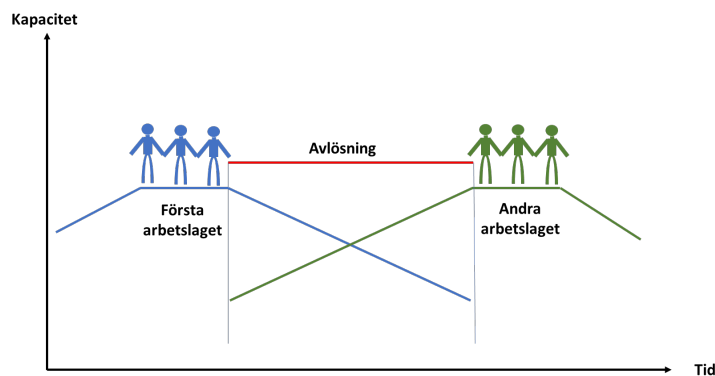 Kapacitet
Avlösning
Första
arbetslaget
Andra
arbetslaget
Tid